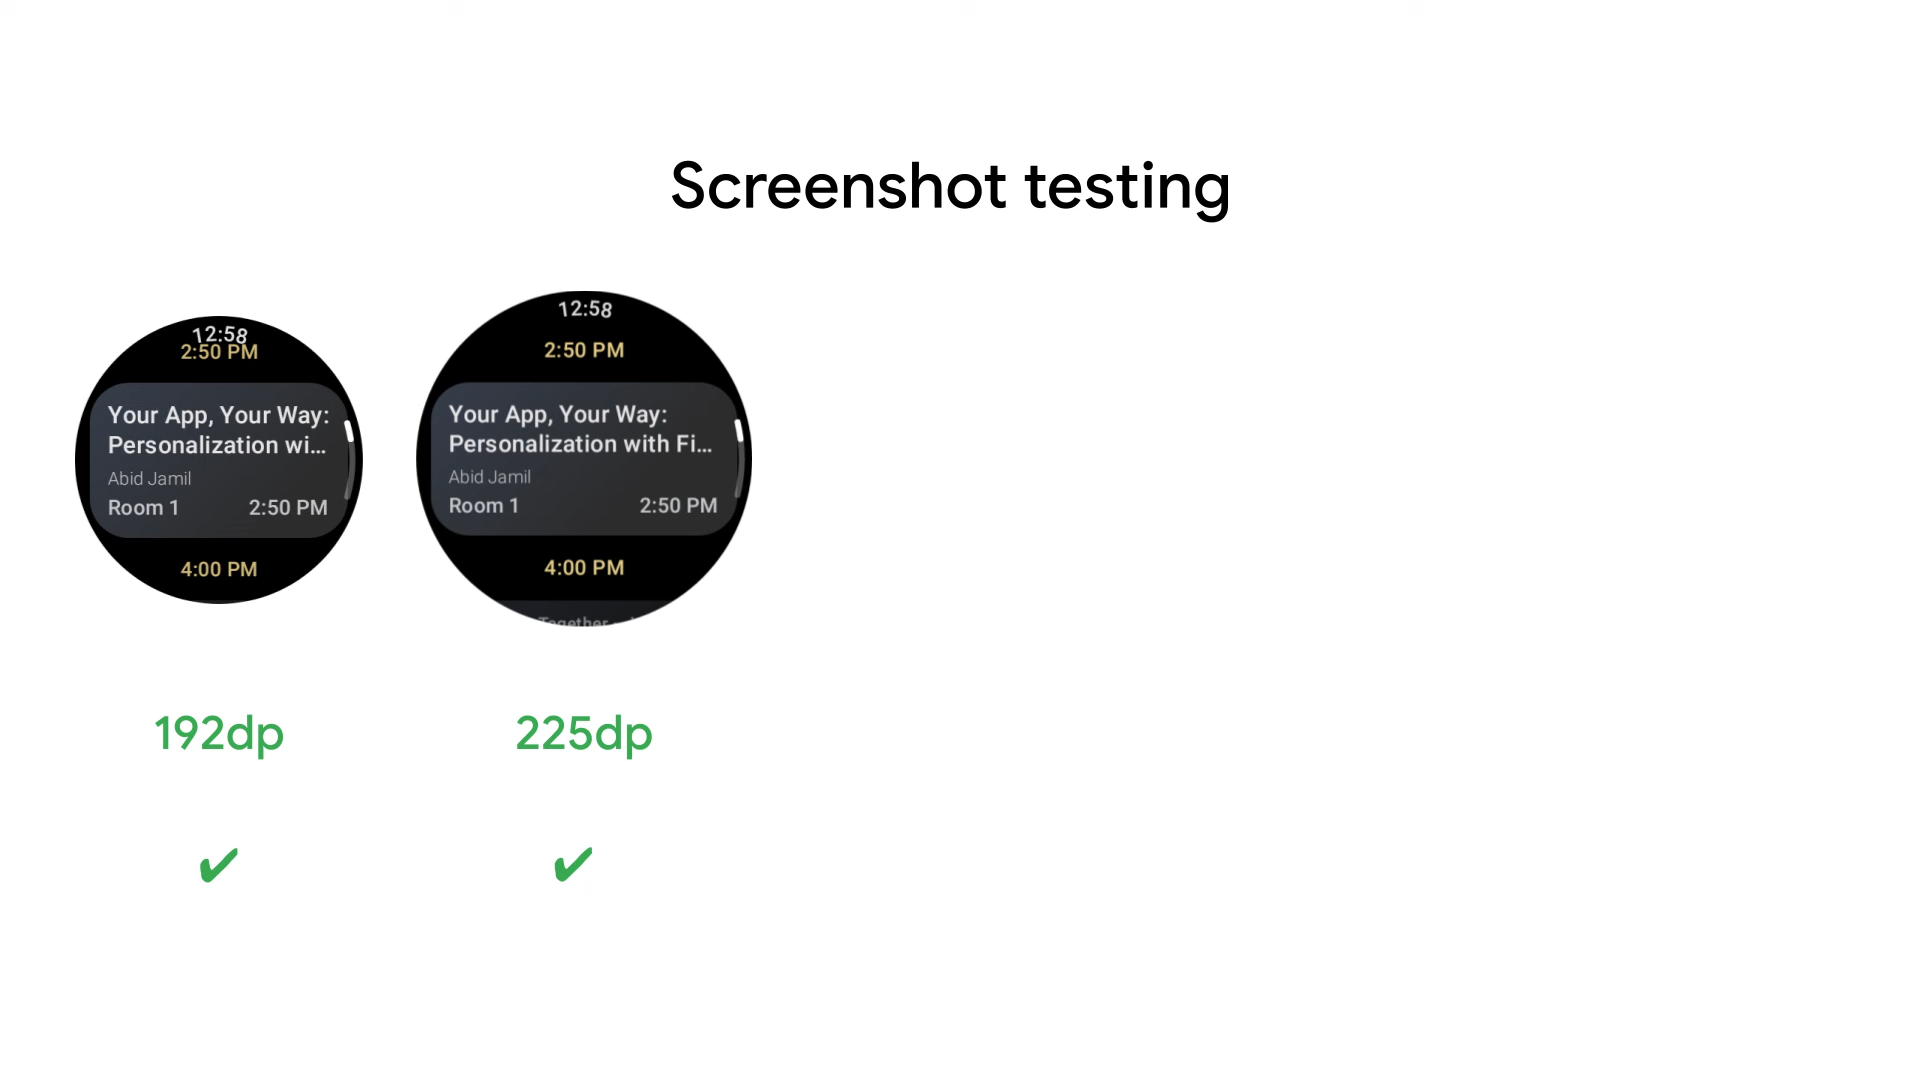 Screenshot testing
12:58
2:50 PM
Your App, Your Way:
Personalization wi...
Abid Jamil
Room 1 2:50 PM
4:00 PM
12:58
2:50 PM
Your App, Your Way:
Personalization with Fi...
Abid Jamil
Room 1 2:50 PM
4:00 PM
Together
192dp
225dp
✔
✔